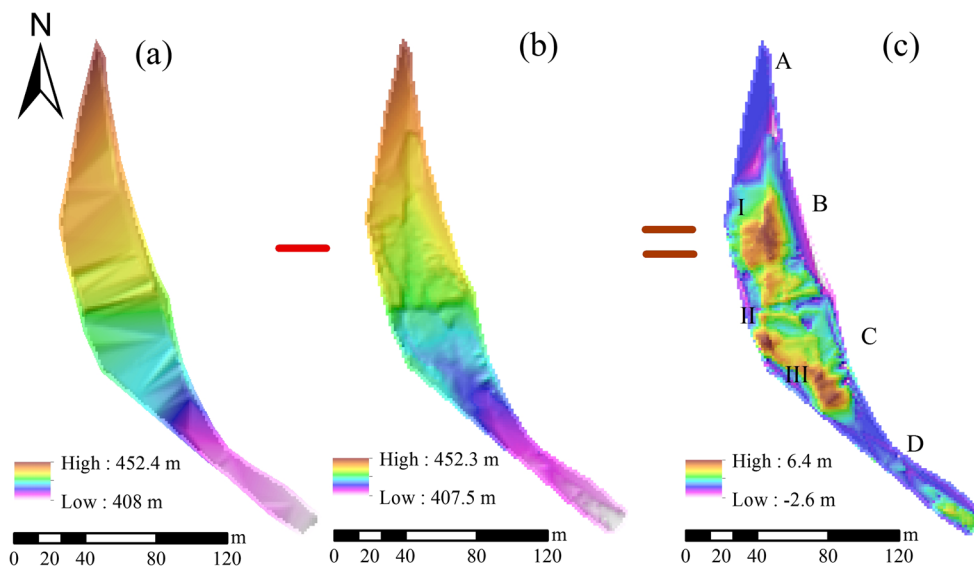 N
(a)
(b)
(c)
A
I
B
II
C
III
D
High : 452.4 m
Low : 408 m
High : 452.3 m
Low : 407.5 m
High : 6.4 m
Low : -2.6 m
m
0 20 40 80 120
m
0 20 40 80 120
m
0 20 40 80 120